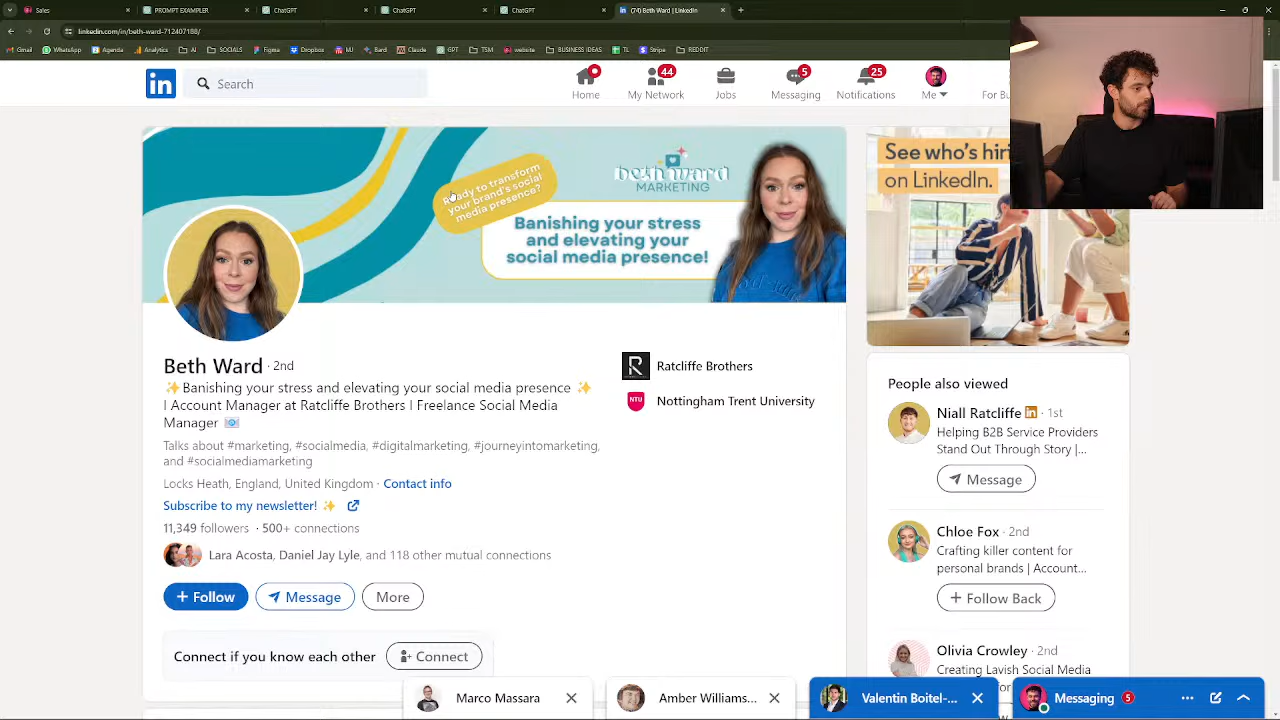 Sales
PROMPT EXAMPLER
ChatGPT
ChatGPT
ChatGPT
Beth Ward | LinkedIn
linkedin.com/in/beth-ward-712407188/
Gmail
WhatsApp
Agenda
Analytics
AI
SOCIALS
Figma
Dropbox
MJ
Bard
Claude
GPT
TSM
website
BUSINESS IDEAS
TL
Stripe
REDDIT
in
Search
Home
44
My Network
Jobs
5
Messaging
25
Notifications
Me
For Bu
Ready to transform
your brand's social
media presence?
beth ward
MARKETING
Banishing your stress
and elevating your
social media presence!
See who's hiri
on LinkedIn.
Beth Ward · 2nd
✨Banishing your stress and elevating your social media presence ✨
I Account Manager at Ratcliffe Brothers I Freelance Social Media
Manager
Talks about #marketing, #socialmedia, #digitalmarketing, #journeyintomarketing,
and #socialmediamarketing
Locks Heath, England, United Kingdom · Contact info
Subscribe to my newsletter! ✨
11,349 followers · 500+ connections
Lara Acosta, Daniel Jay Lyle, and 118 other mutual connections
+ Follow
Message
More
Connect if you know each other
Connect
R
Ratcliffe Brothers
NTU
Nottingham Trent University
People also viewed
Niall Ratcliffe in · 1st
Helping B2B Service Providers
Stand Out Through Story |...
Message
Chloe Fox · 2nd
Crafting killer content for
personal brands | Account...
+ Follow Back
Olivia Crowley · 2nd
Creating Lavish Social Media
Marco Massara
Amber Williams...
Valentin Boitel-...
Messaging
5